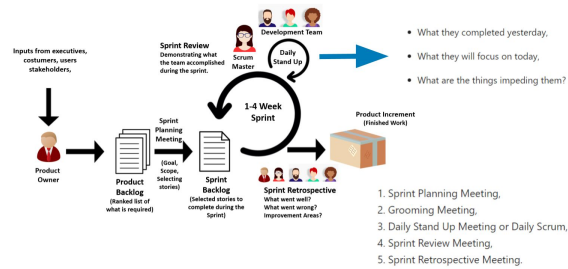 Inputs from executives,
costumers, users
stakeholders,
Product
Owner
Product
Backlog
(Ranked list of
what is required)
Sprint
Planning
Meeting
(Goal,
Scope,
Selecting
stories)
Sprint
Backlog
(Selected stories to
complete during the
Sprint)
Sprint Review
Demonstrating what
the team accomplished
during the sprint.
Scrum
Master
Development Team
Daily
Stand Up
1-4 Week
Sprint
Sprint Retrospective
What went well?
What went wrong?
Improvement Areas?
Product Increment
(Finished Work)
• What they completed yesterday,
• What they will focus on today,
• What are the things impeding them?
1. Sprint Planning Meeting,
2. Grooming Meeting,
3. Daily Stand Up Meeting or Daily Scrum,
4. Sprint Review Meeting,
5. Sprint Retrospective Meeting.